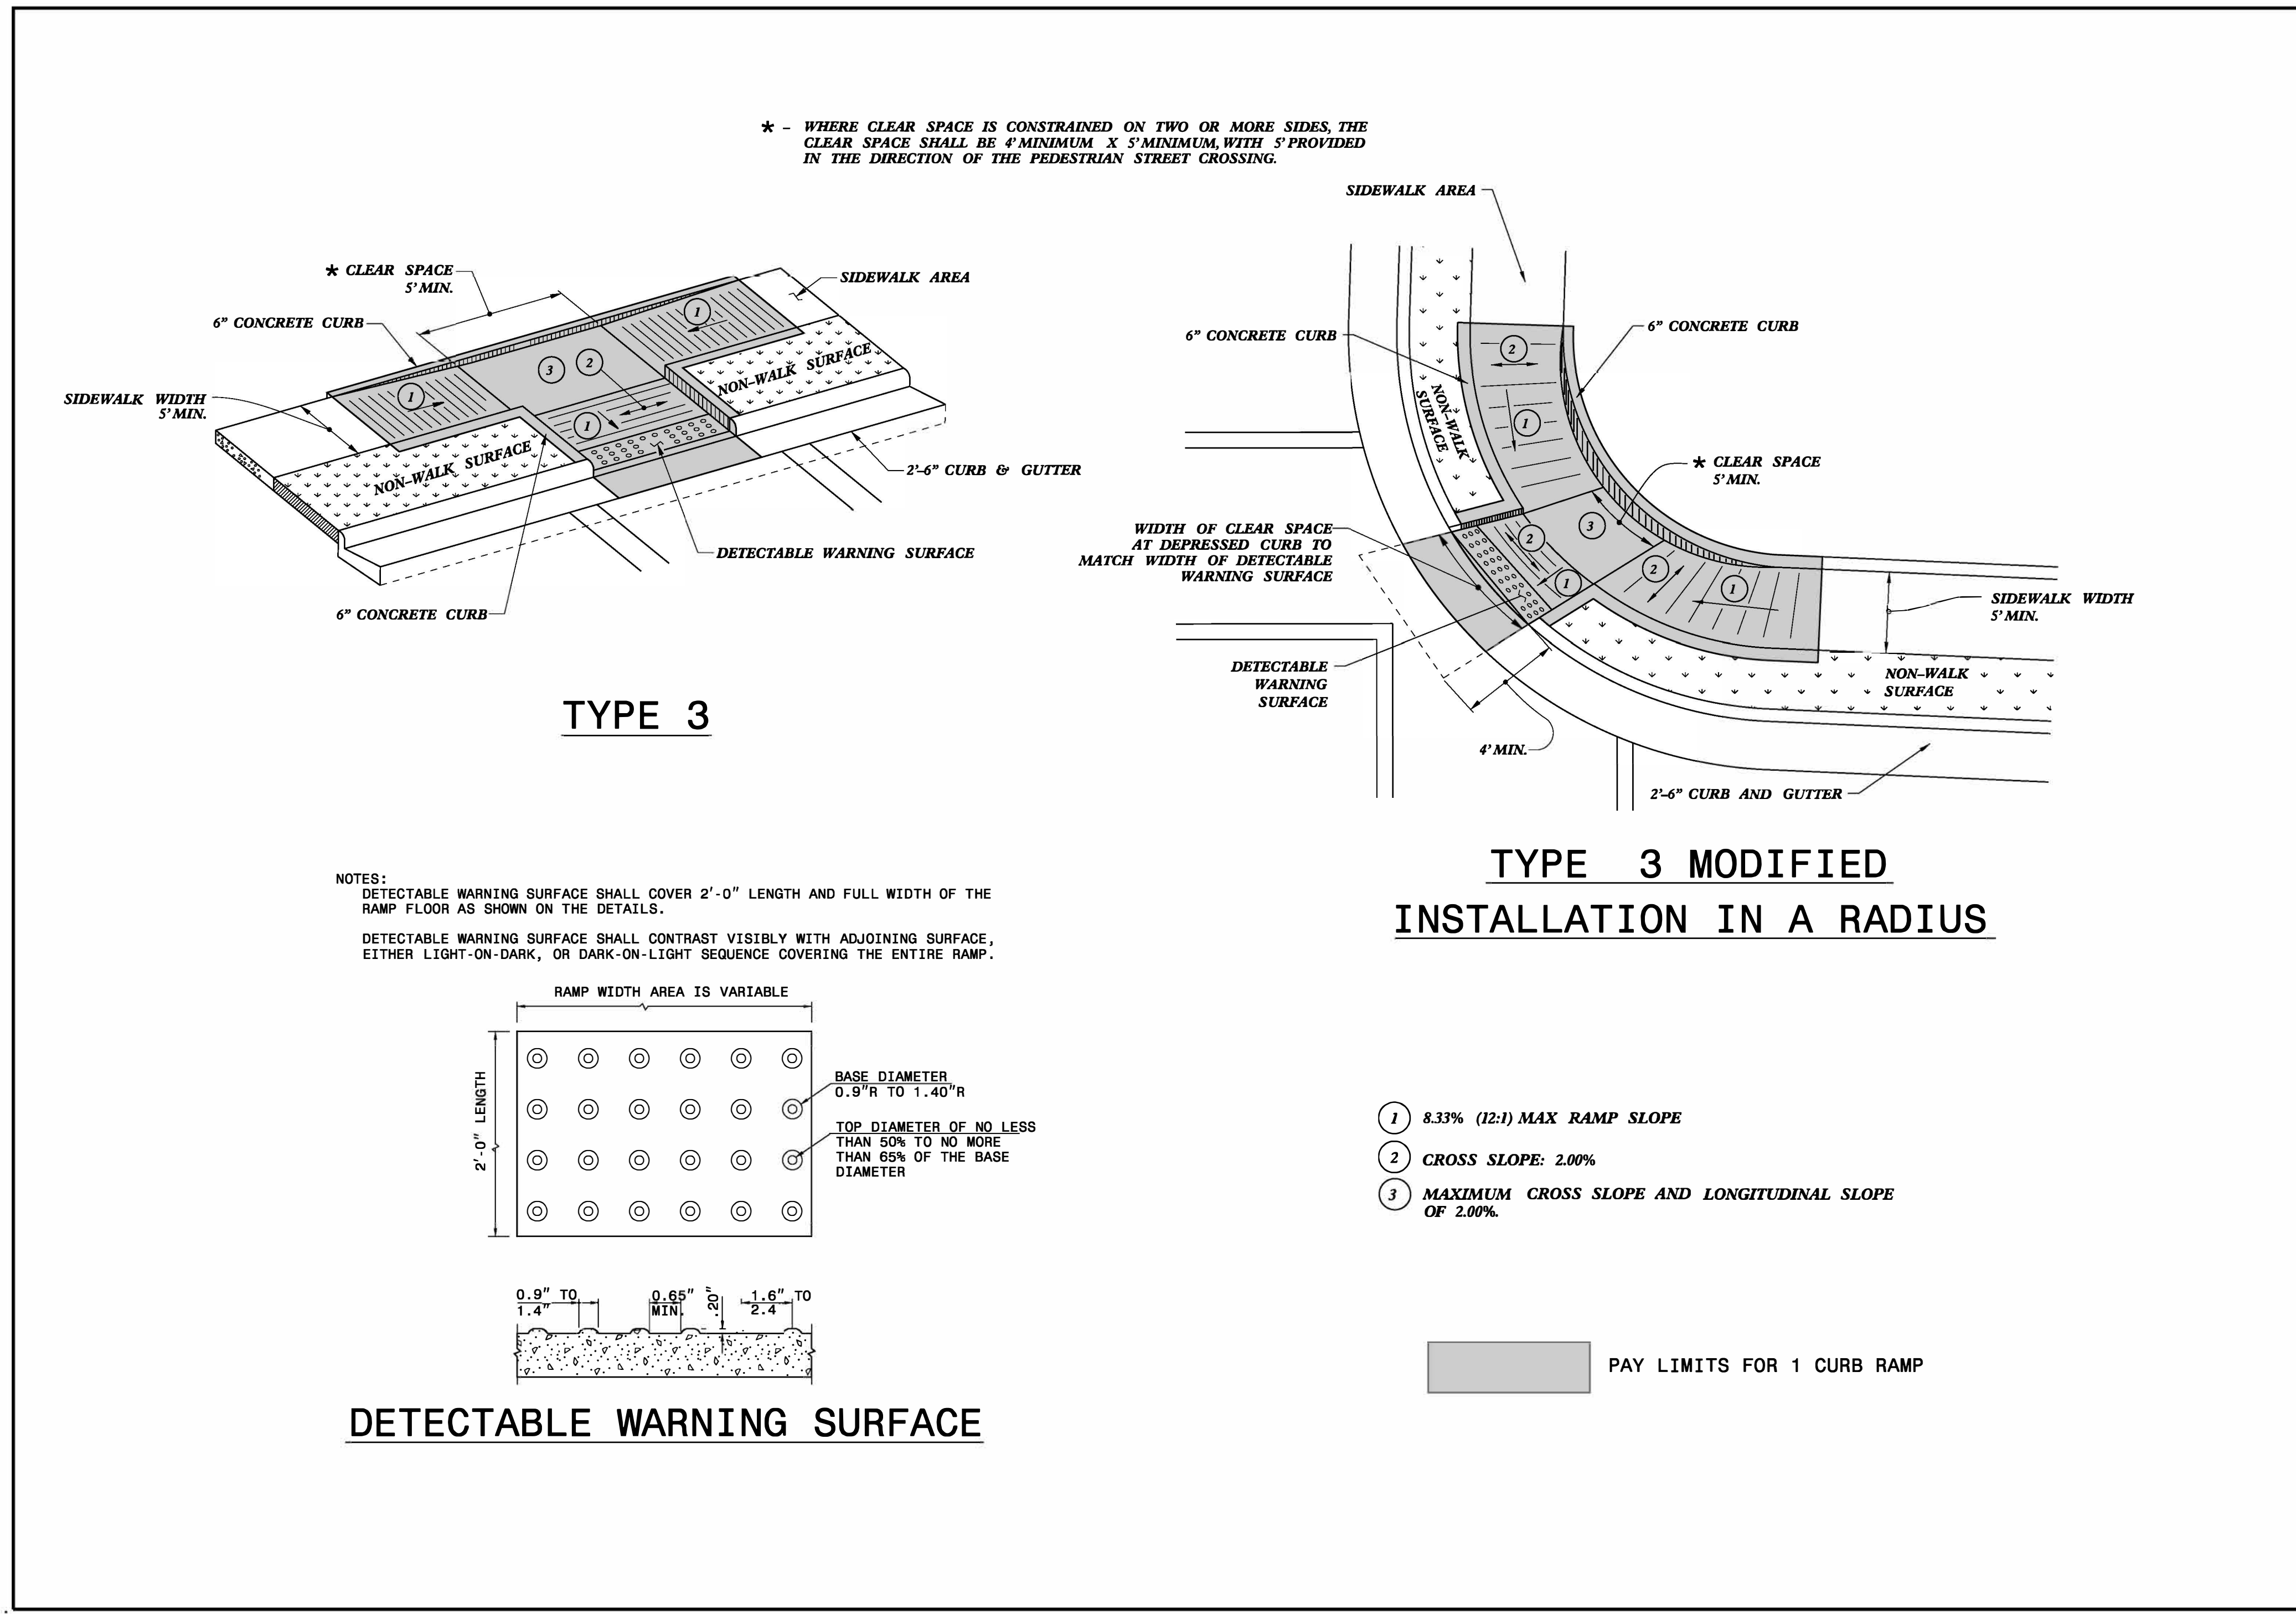 * - WHERE CLEAR SPACE IS CONSTRAINED ON TWO OR MORE SIDES, THE
CLEAR SPACE SHALL BE 4' MINIMUM X 5' MINIMUM, WITH 5' PROVIDED
IN THE DIRECTION OF THE PEDESTRIAN STREET CROSSING.
* CLEAR SPACE
5' MIN.
SIDEWALK AREA
6" CONCRETE CURB
1
3
2
1
1
SIDEWALK WIDTH
5' MIN.
NON-WALK SURFACE
NON-WALK SURFACE
2'-6" CURB & GUTTER
DETECTABLE WARNING SURFACE
6" CONCRETE CURB
TYPE 3
SIDEWALK AREA
6" CONCRETE CURB
6" CONCRETE CURB
2
1
NON-WALK
SURFACE
* CLEAR SPACE
5' MIN.
WIDTH OF CLEAR SPACE
AT DEPRESSED CURB TO
MATCH WIDTH OF DETECTABLE
WARNING SURFACE
3
2
1
2
1
SIDEWALK WIDTH
5' MIN.
DETECTABLE
WARNING
SURFACE
NON-WALK
SURFACE
4' MIN.
2'-6" CURB AND GUTTER
TYPE 3 MODIFIED
INSTALLATION IN A RADIUS
NOTES:
DETECTABLE WARNING SURFACE SHALL COVER 2'-0" LENGTH AND FULL WIDTH OF THE
RAMP FLOOR AS SHOWN ON THE DETAILS.
DETECTABLE WARNING SURFACE SHALL CONTRAST VISIBLY WITH ADJOINING SURFACE,
EITHER LIGHT-ON-DARK, OR DARK-ON-LIGHT SEQUENCE COVERING THE ENTIRE RAMP.
RAMP WIDTH AREA IS VARIABLE
2'-0" LENGTH
BASE DIAMETER
0.9"R TO 1.40"R
TOP DIAMETER OF NO LESS
THAN 50% TO NO MORE
THAN 65% OF THE BASE
DIAMETER
0.9" TO
1.4"
0.65"
MIN.
.20"
1.6" TO
2.4
DETECTABLE WARNING SURFACE
1 8.33% (12:1) MAX RAMP SLOPE
2 CROSS SLOPE: 2.00%
3 MAXIMUM CROSS SLOPE AND LONGITUDINAL SLOPE
OF 2.00%.
PAY LIMITS FOR 1 CURB RAMP